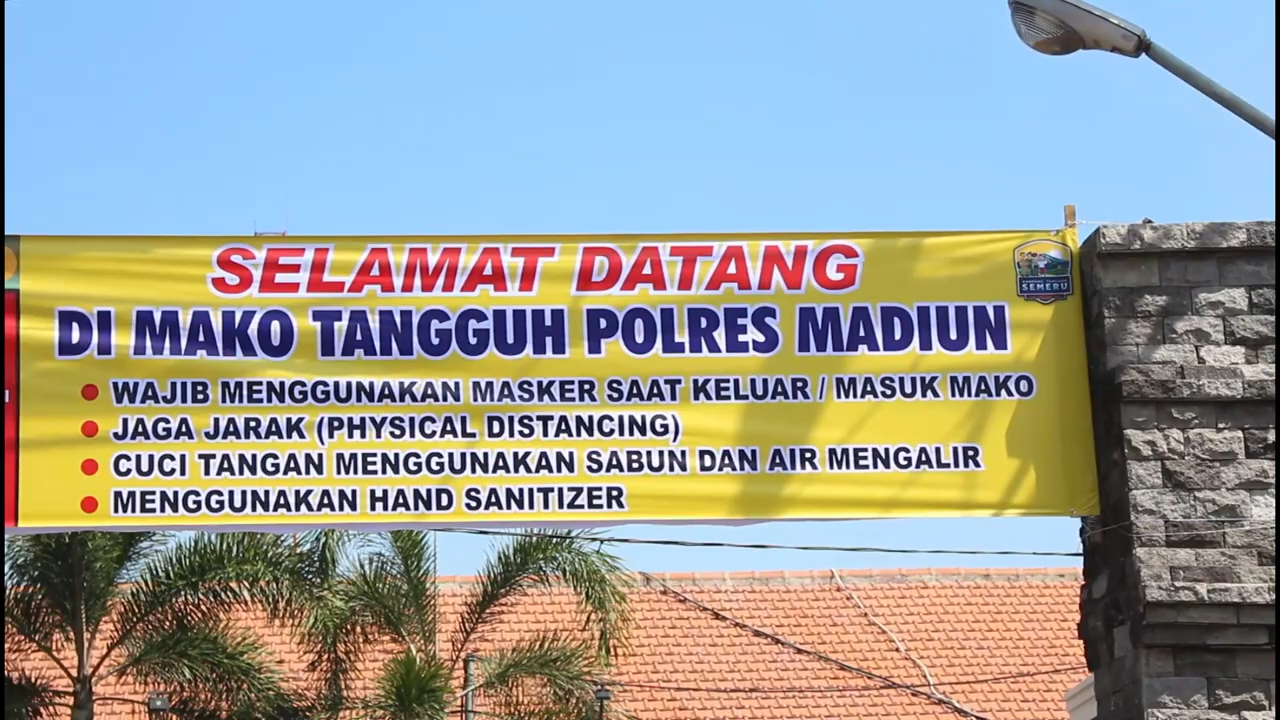 SELAMAT DATANG
DI MAKO TANGGUH POLRES MADIUN
WAJIB MENGGUNAKAN MASKER SAAT KELUAR / MASUK MAKO
JAGA JARAK (PHYSICAL DISTANCING)
CUCI TANGAN MENGGUNAKAN SABUN DAN AIR MENGALIR
MENGGUNAKAN HAND SANITIZER
SEMERU